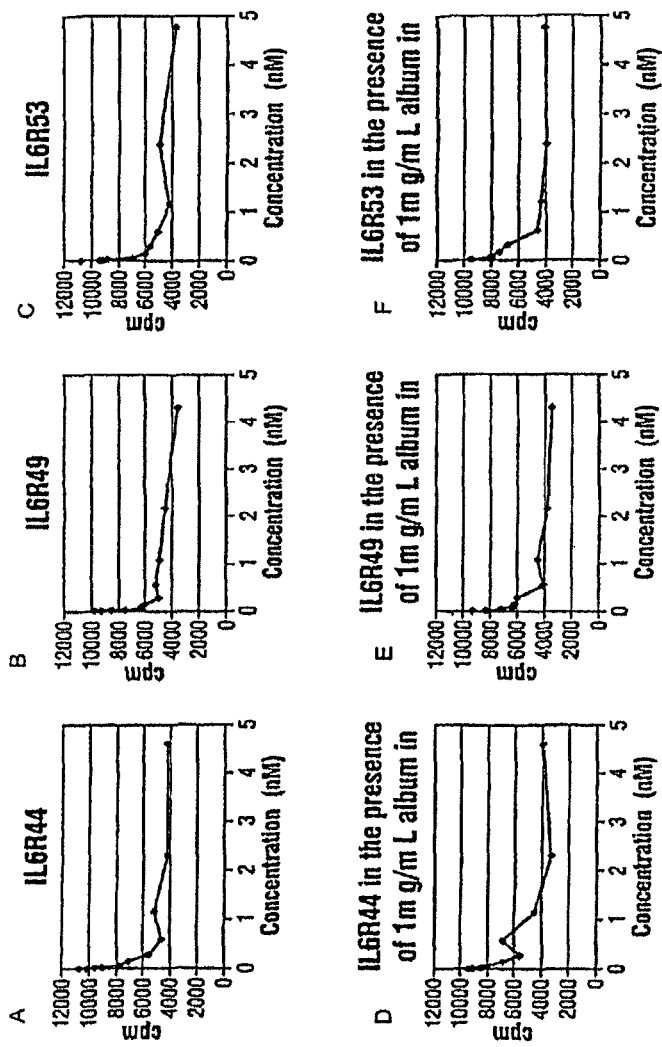 A
IL6R44
12000
10000
8000
6000
4000
2000
0
cpm
0 1 2 3 4 5
Concentration (nM)
B
IL6R49
12000
10000
8000
6000
4000
2000
0
cpm
0 1 2 3 4 5
Concentration (nM)
C
IL6R53
12000
10000
8000
6000
4000
2000
0
cpm
0 1 2 3 4 5
Concentration (nM)
D
IL6R44 in the presence
of 1m g/m L album in
12000
10000
8000
6000
4000
2000
0
cpm
0 1 2 3 4 5
Concentration (nM)
E
IL6R49 in the presence
of 1m g/m L album in
12000
10000
8000
6000
4000
2000
0
cpm
0 1 2 3 4 5
Concentration (nM)
F
IL6R53 in the presence
of 1m g/m L album in
12000
10000
8000
6000
4000
2000
0
cpm
0 1 2 3 4 5
Concentration (nM)